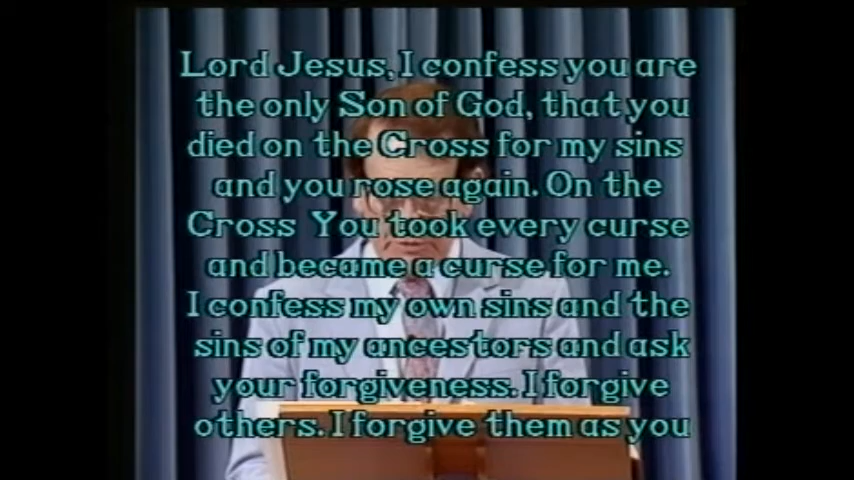 Lord Jesus, I confess you are
the only Son of God, that you
died on the Cross for my sins
and you rose again. On the
Cross You took every curse
and became a curse for me.
I confess my own sins and the
sins of my ancestors and ask
your forgiveness. I forgive
others. I forgive them as you